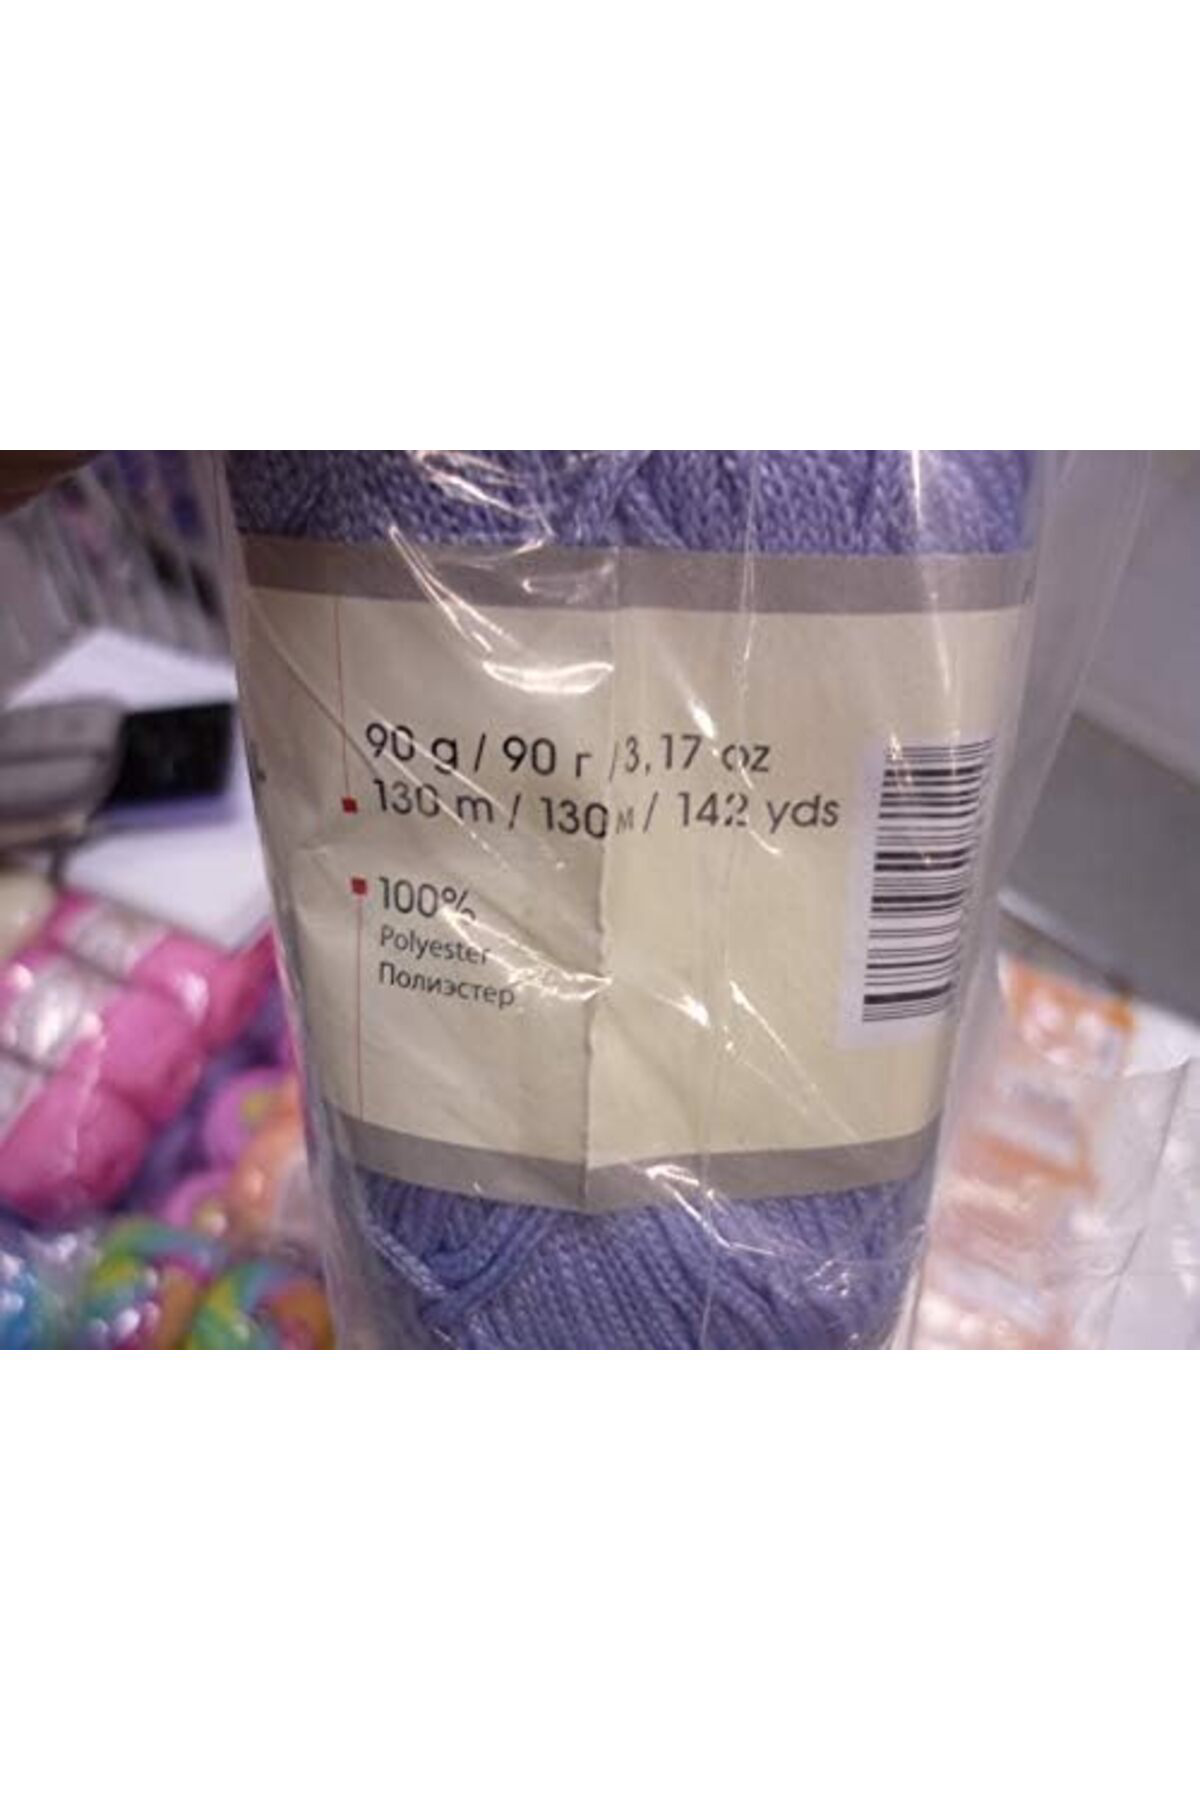 90 g / 90 г /3,17 oz
130 m / 130 м / 142 yds
100%
Polyester
Полиэстер